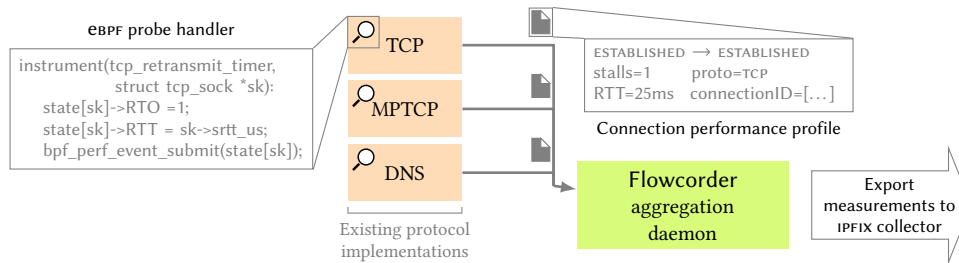 eBPF probe handler
instrument(tcp_retransmit_timer,
struct tcp_sock *sk):
state[sk]->RTO =1;
state[sk]->RTT = sk->srtt_us;
bpf_perf_event_submit(state[sk]);
TCP
MPTCP
DNS
Existing protocol
implementations
ESTABLISHED → ESTABLISHED
stalls=1 proto=TCP
RTT=25ms connectionID=[...]
Connection performance profile
Flowcorder
aggregation
daemon
Export
measurements to
IPFIX collector